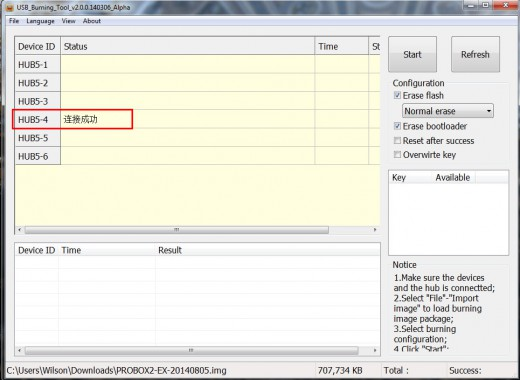 USB_Burning_Tool_v2.0.0.140306_Alpha
File Language View About
Device ID Status Time St
HUB5-1
HUB5-2
HUB5-3
HUB5-4 连接成功
HUB5-5
HUB5-6
Start Refresh
Configuration
Erase flash
Normal erase
Erase bootloader
Reset after success
Overwirte key
Key Available
Device ID Time Result
Notice
1.Make sure the devices
and the hub is connectted;
2.Select "File"-"Import
image" to load burning
image package;
3.Select burning
configuration;
4.Click "Start";
C:\Users\Wilson\Downloads\PROBOX2-EX-20140805.img 707,734 KB Total : Success: